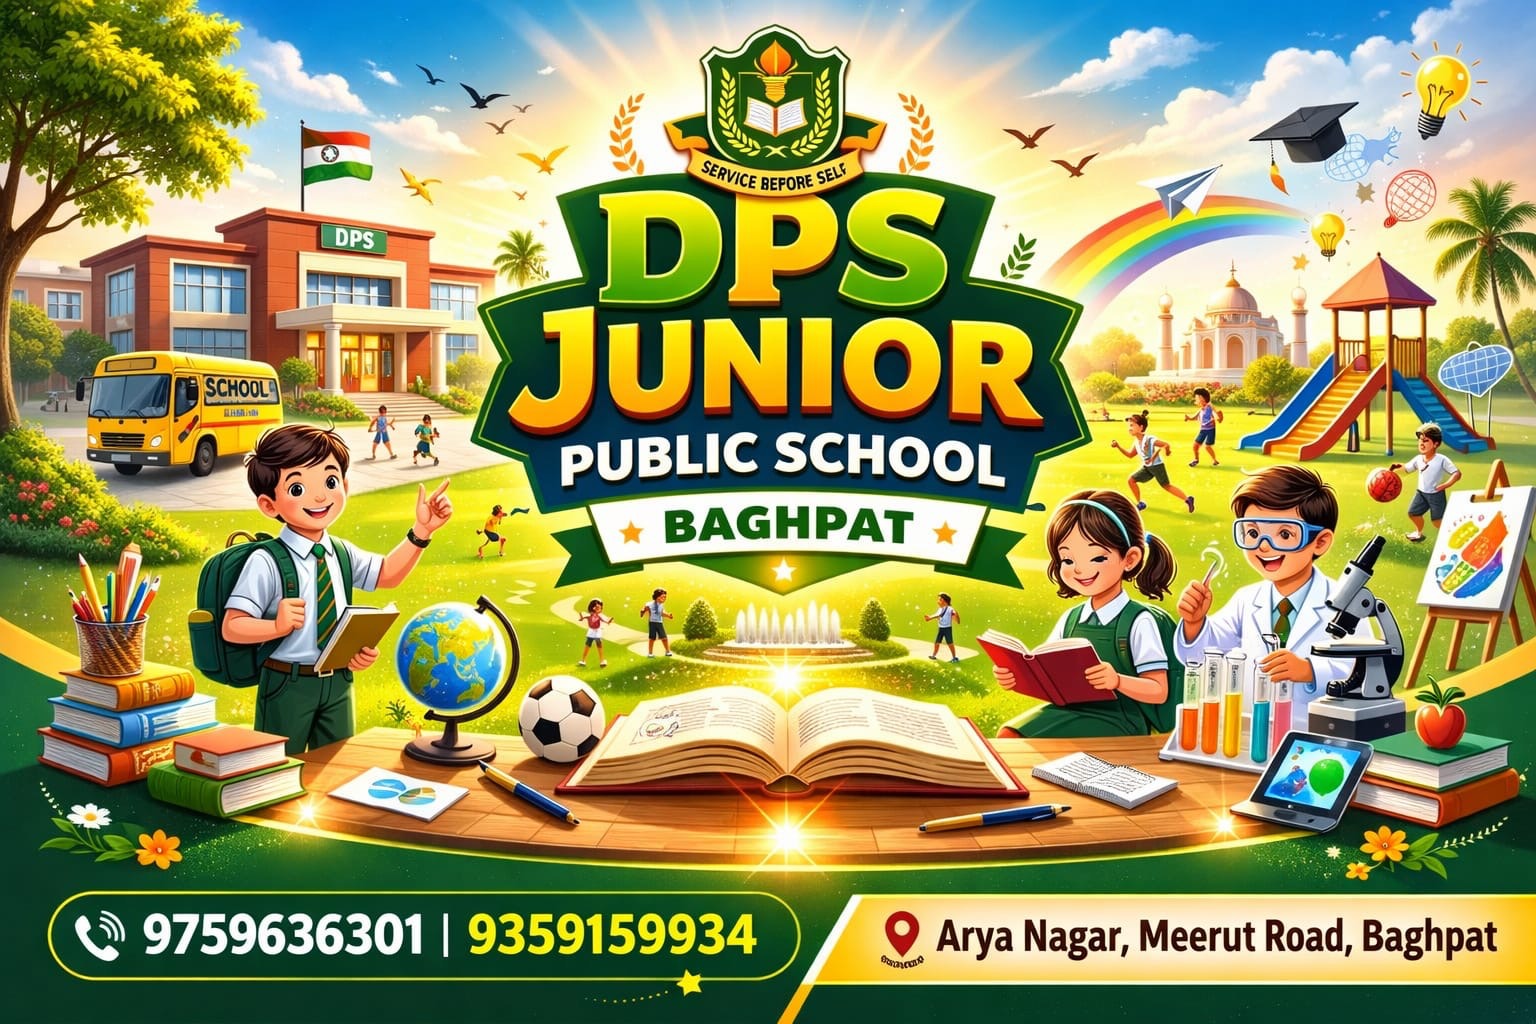 SERVICE BEFORE SELF
DPS
JUNIOR
PUBLIC SCHOOL
BAGHPAT
DPS
SCHOOL
9759636301 | 9359159934
Arya Nagar, Meerut Road, Baghpat